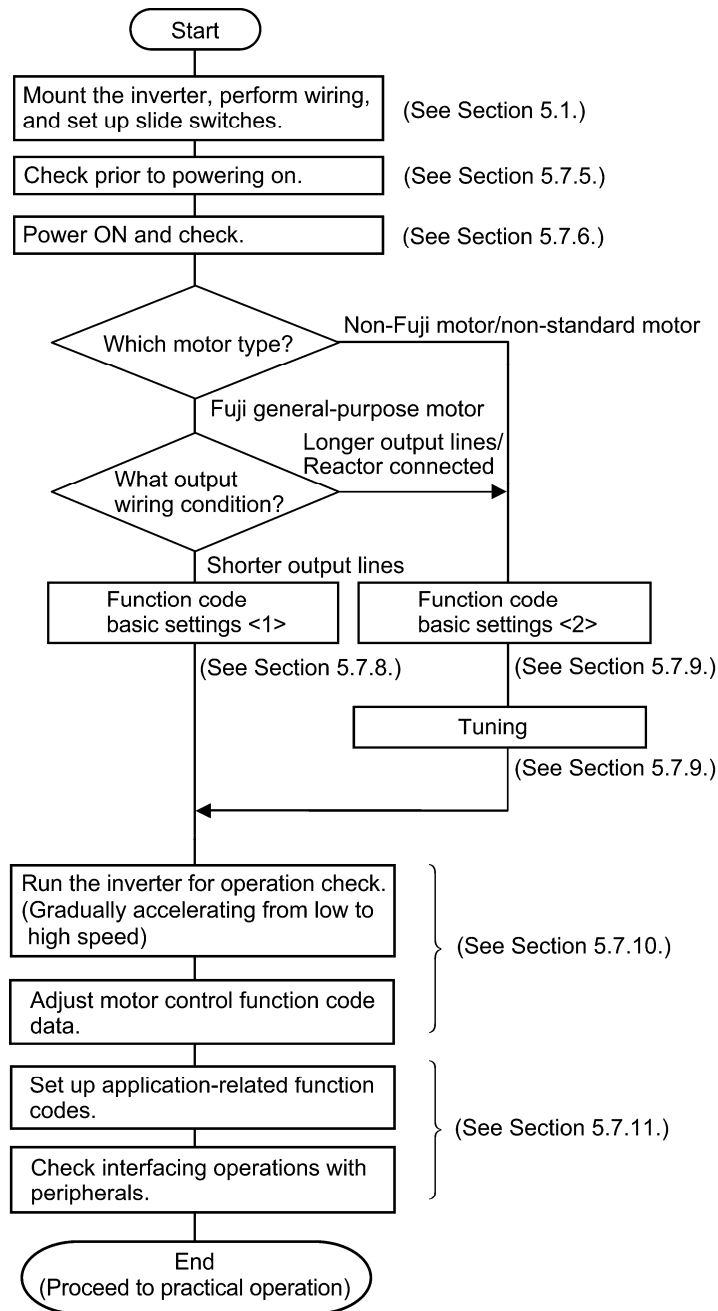 Start
Mount the inverter, perform wiring,
and set up slide switches.
(See Section 5.1.)
Check prior to powering on.
(See Section 5.7.5.)
Power ON and check.
(See Section 5.7.6.)
Which motor type?
Non-Fuji motor/non-standard motor
Fuji general-purpose motor
Longer output lines/
Reactor connected
What output
wiring condition?
Shorter output lines
Function code
basic settings <1>
(See Section 5.7.8.)
Function code
basic settings <2>
(See Section 5.7.9.)
Tuning
(See Section 5.7.9.)
Run the inverter for operation check.
(Gradually accelerating from low to
high speed)
(See Section 5.7.10.)
Adjust motor control function code
data.
Set up application-related function
codes.
(See Section 5.7.11.)
Check interfacing operations with
peripherals.
End
(Proceed to practical operation)